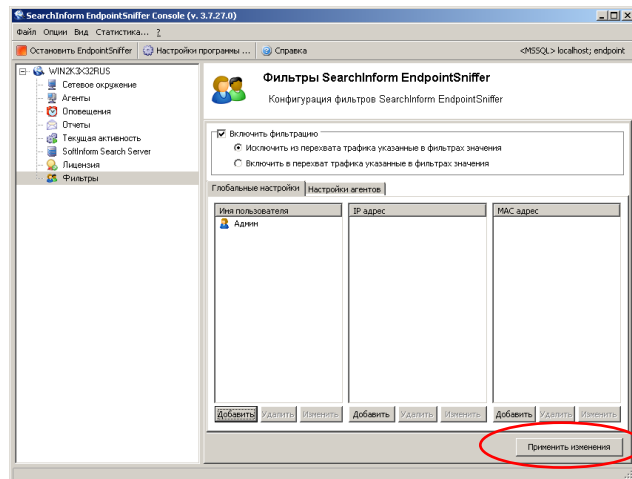 SearchInform EndpointSniffer Console (v. 3.7.27.0)
Файл Опции Вид Статистика... ?
Остановить EndpointSniffer Настройки программы ... Справка <MSSQL> localhost; endpoint
WIN2K3X32RUS
Сетевое окружение
Агенты
Оповещения
Отчеты
Текущая активность
SoftInform Search Server
Лицензия
Фильтры
Фильтры SearchInform EndpointSniffer
Конфигурация фильтров SearchInform EndpointSniffer
Включить фильтрацию
Исключить из перехвата трафика указанные в фильтрах значения
Включить в перехват трафика указанные в фильтрах значения
Глобальные настройки Настройки агентов
Имя пользователя IP адрес MAC адрес
Админ
Добавить Удалить Изменить Добавить Удалить Изменить Добавить Удалить Изменить
Применить изменения